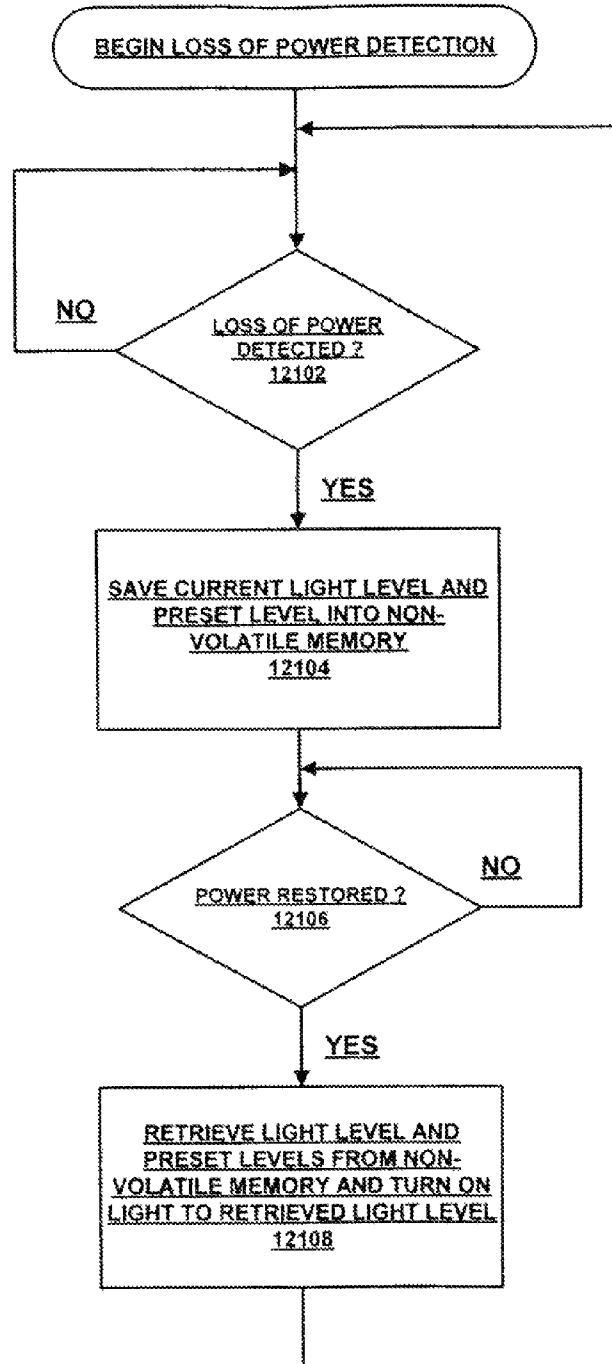 BEGIN LOSS OF POWER DETECTION
NO
LOSS OF POWER
DETECTED ?
12102
YES
SAVE CURRENT LIGHT LEVEL AND
PRESET LEVEL INTO NON-
VOLATILE MEMORY
12104
NO
POWER RESTORED ?
12106
YES
RETRIEVE LIGHT LEVEL AND
PRESET LEVELS FROM NON-
VOLATILE MEMORY AND TURN ON
LIGHT TO RETRIEVED LIGHT LEVEL
12108